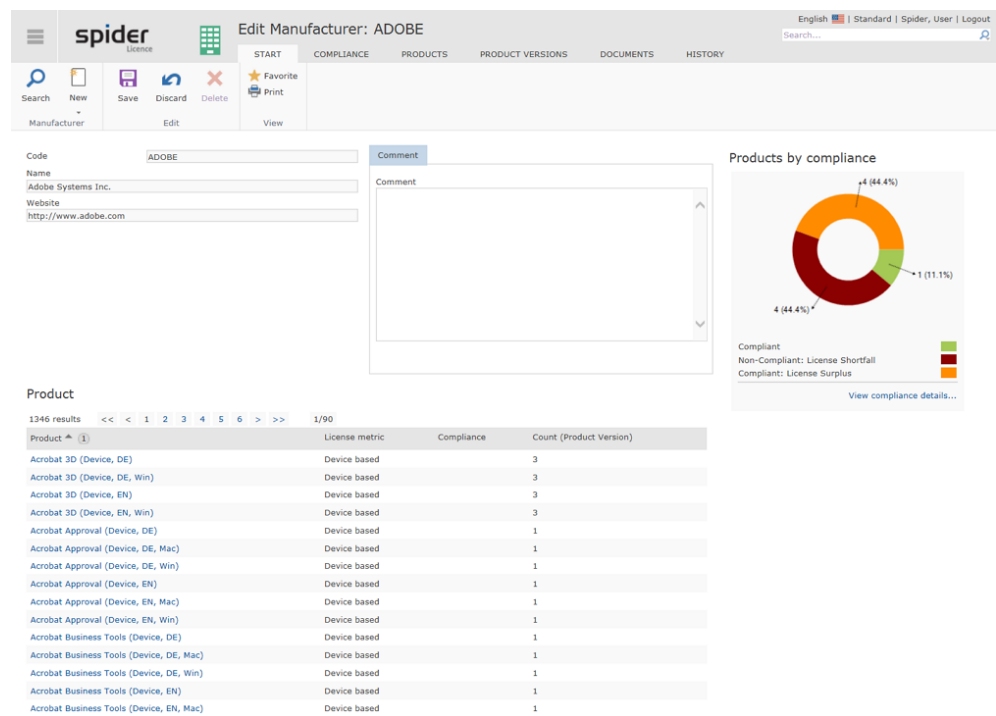 English | Standard | Spider, User | Logout
spider
Licence
Edit Manufacturer: ADOBE
Search...
START COMPLIANCE PRODUCTS PRODUCT VERSIONS DOCUMENTS HISTORY
Search New Save Discard Delete
Favorite
Print
Manufacturer Edit View
Code ADOBE
Name
Adobe Systems Inc.
Website
http://www.adobe.com
Comment
Comment
Products by compliance
4 (44.4%)
1 (11.1%)
4 (44.4%)
Compliant
Non-Compliant: License Shortfall
Compliant: License Surplus
View compliance details...
Product
1346 results << < 1 2 3 4 5 6 > >> 1/90
Product 1 License metric Compliance Count (Product Version)
Acrobat 3D (Device, DE) Device based 3
Acrobat 3D (Device, DE, Win) Device based 3
Acrobat 3D (Device, EN) Device based 3
Acrobat 3D (Device, EN, Win) Device based 3
Acrobat Approval (Device, DE) Device based 1
Acrobat Approval (Device, DE, Mac) Device based 1
Acrobat Approval (Device, DE, Win) Device based 1
Acrobat Approval (Device, EN) Device based 1
Acrobat Approval (Device, EN, Mac) Device based 1
Acrobat Approval (Device, EN, Win) Device based 1
Acrobat Business Tools (Device, DE) Device based 1
Acrobat Business Tools (Device, DE, Mac) Device based 1
Acrobat Business Tools (Device, DE, Win) Device based 1
Acrobat Business Tools (Device, EN) Device based 1
Acrobat Business Tools (Device, EN, Mac) Device based 1